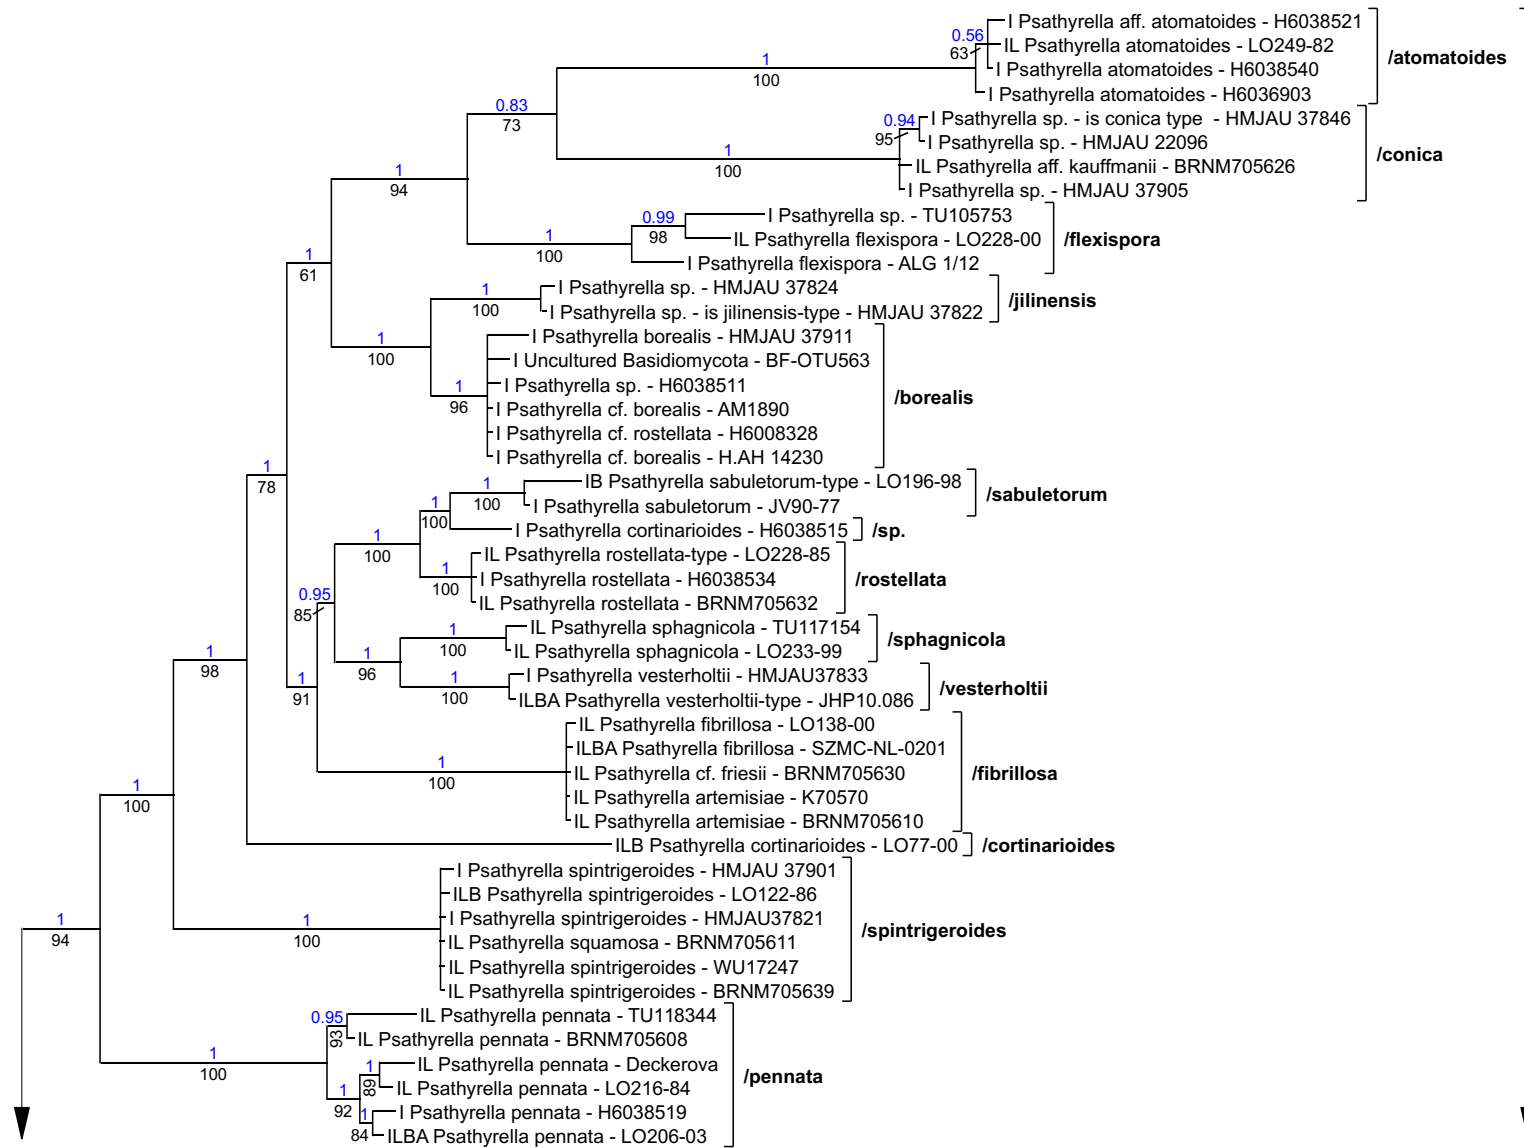 I Psathyrella aff. atomatoides - H6038521
0.56
IL Psathyrella atomatoides - LO249-82
63
/atomatoides
1
I Psathyrella atomatoides - H6038540
100
I Psathyrella atomatoides - H6036903
0.83
73
I Psathyrella sp. - is conica type - HMJAU 37846
0.94
95
I Psathyrella sp. - HMJAU 22096
1
/conica
100
IL Psathyrella aff. kauffmanii - BRNM705626
1
94
I Psathyrella sp. - HMJAU 37905
I Psathyrella sp. - TU105753
0.99
98
IL Psathyrella flexispora - LO228-00
/flexispora
1
100
I Psathyrella flexispora - ALG 1/12
1
61
I Psathyrella sp. - HMJAU 37824
1
100
/jilinensis
I Psathyrella sp. - is jilinensis-type - HMJAU 37822
1
100
I Psathyrella borealis - HMJAU 37911
I Uncultured Basidiomycota - BF-OTU563
I Psathyrella sp. - H6038511
1
96
/borealis
I Psathyrella cf. borealis - AM1890
I Psathyrella cf. rostellata - H6008328
I Psathyrella cf. borealis - H.AH 14230
1
78
IB Psathyrella sabuletorum-type - LO196-98
1
100
/sabuletorum
I Psathyrella sabuletorum - JV90-77
1
100
I Psathyrella cortinarioides - H6038515
/sp.
1
100
IL Psathyrella rostellata-type - LO228-85
1
100
I Psathyrella rostellata - H6038534
/rostellata
IL Psathyrella rostellata - BRNM705632
0.95
85
IL Psathyrella sphagnicola - TU117154
1
100
/sphagnicola
IL Psathyrella sphagnicola - LO233-99
1
96
I Psathyrella vesterholtii - HMJAU37833
1
100
/vesterholtii
ILBA Psathyrella vesterholtii-type - JHP10.086
1
98
1
91
IL Psathyrella fibrillosa - LO138-00
ILBA Psathyrella fibrillosa - SZMC-NL-0201
1
100
IL Psathyrella cf. friesii - BRNM705630
/fibrillosa
IL Psathyrella artemisiae - K70570
IL Psathyrella artemisiae - BRNM705610
1
100
ILB Psathyrella cortinarioides - LO77-00
/cortinarioides
I Psathyrella spintrigeroides - HMJAU 37901
ILB Psathyrella spintrigeroides - LO122-86
I Psathyrella spintrigeroides - HMJAU37821
1
94
1
100
/spintrigeroides
IL Psathyrella squamosa - BRNM705611
IL Psathyrella spintrigeroides - WU17247
IL Psathyrella spintrigeroides - BRNM705639
0.95
93
IL Psathyrella pennata - TU118344
IL Psathyrella pennata - BRNM705608
1
100
1
89
IL Psathyrella pennata - Deckerova
/pennata
IL Psathyrella pennata - LO216-84
1
92
1
84
I Psathyrella pennata - H6038519
ILBA Psathyrella pennata - LO206-03